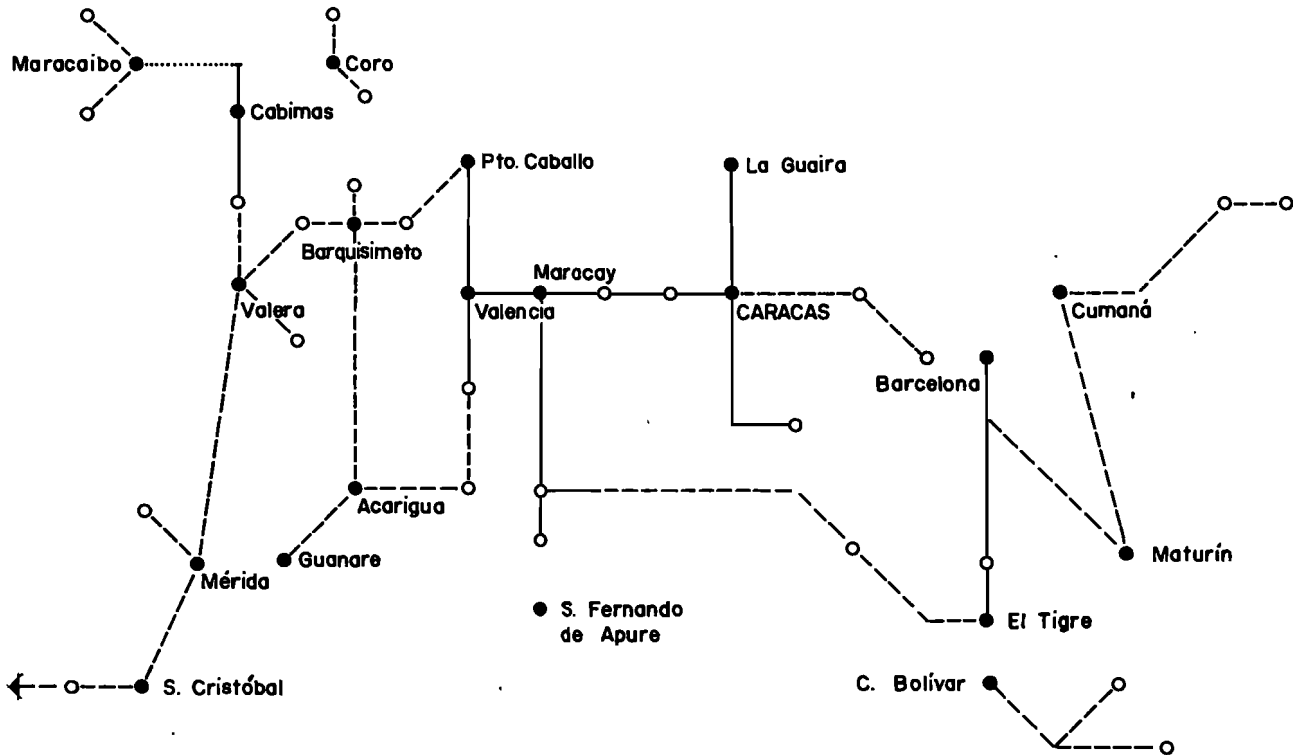 Maracaibo
Coro
Cabimas
Pto. Caballo
La Guaira
Barquisimeto
Maracay
Valera
Valencia
CARACAS
Cumaná
Barcelona
Acarigua
Guanare
Mérida
Maturín
S. Fernando
de Apure
El Tigre
S. Cristóbal
C. Bolívar